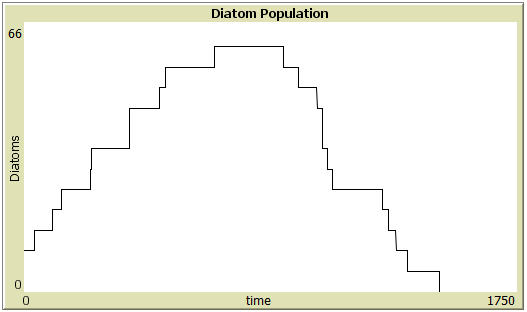 Diatom Population
66
Diatoms
0
0 time 1750